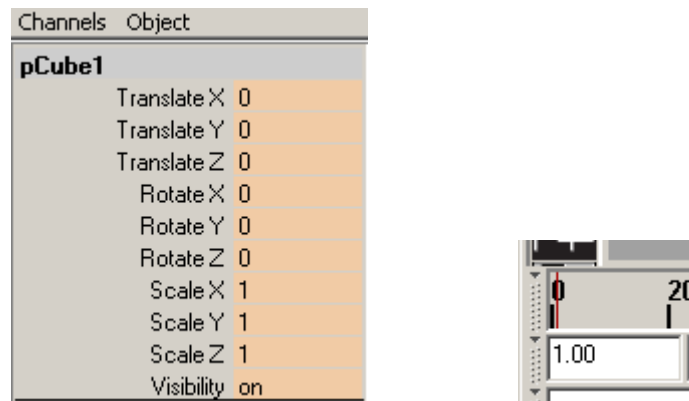 Channels Object
pCube1
Translate X 0
Translate Y 0
Translate Z 0
Rotate X 0
Rotate Y 0
Rotate Z 0
Scale X 1
Scale Y 1
Scale Z 1
Visibility on
0 20
1.00